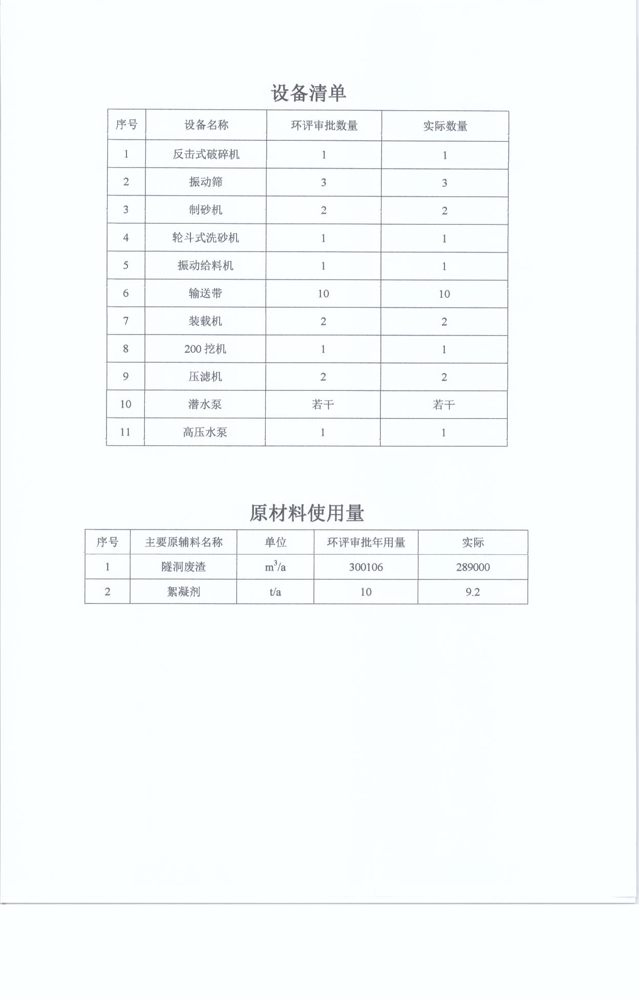 设备清单
序号 设备名称 环评审批数量 实际数量
1 反击式破碎机 1 1
2 振动筛 3 3
3 制砂机 2 2
4 轮斗式洗砂机 1 1
5 振动给料机 1 1
6 输送带 10 10
7 装载机 2 2
8 200 挖机 1 1
9 压滤机 2 2
10 潜水泵 若干 若干
11 高压水泵 1 1
原材料使用量
序号 主要原辅料名称 单位 环评审批年用量 实际
1 隧洞废渣 m³/a 300106 289000
2 絮凝剂 t/a 10 9.2